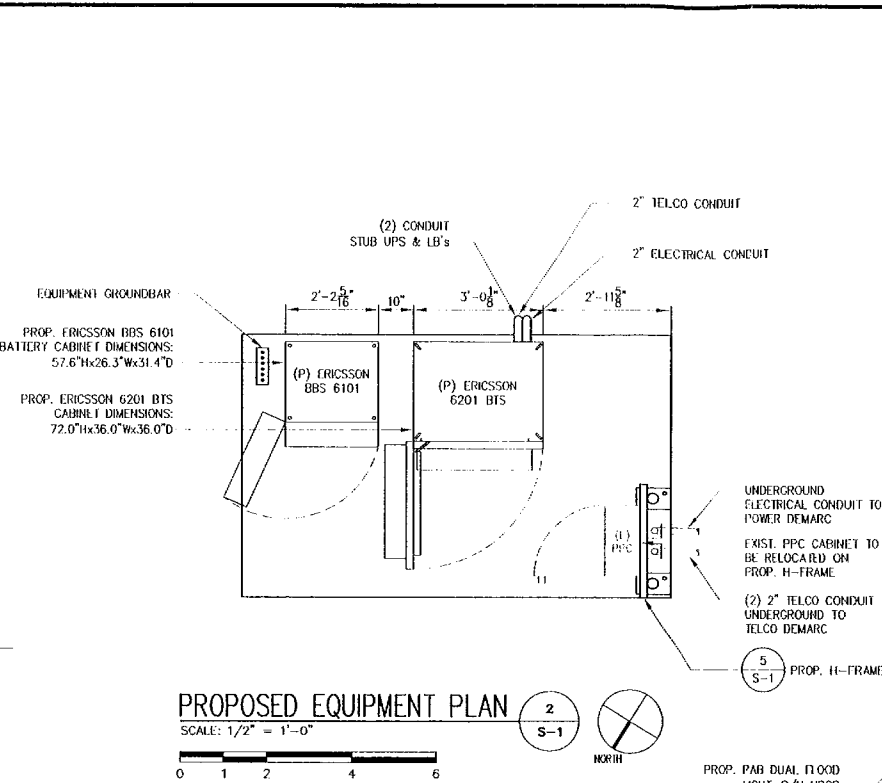 2" TELCO CONDUIT
(2) CONDUIT
STUB UPS & LB's
2" ELECTRICAL CONDUIT
EQUIPMENT GROUNDBAR
2'-2 5/16"
10"
3'-0 1/8"
2'-11 5/8"
PROP. ERICSSON BBS 6101
BATTERY CABINET DIMENSIONS:
57.6"Hx26.3"Wx31.4"D
(P) ERICSSON
BBS 6101
(P) ERICSSON
6201 BTS
PROP. ERICSSON 6201 BTS
CABINET DIMENSIONS:
72.0"Hx36.0"Wx36.0"D
UNDERGROUND
ELECTRICAL CONDUIT TO
POWER DEMARC
(E)
PPC
EXIST. PPC CABINET TO
BE RELOCATED ON
PROP. H-FRAME
(2) 2" TELCO CONDUIT
UNDERGROUND TO
TELCO DEMARC
5
S-1
PROP. H-FRAME
PROPOSED EQUIPMENT PLAN
2
S-1
SCALE: 1/2" = 1'-0"
NORTH
0 1 2 4 6
PROP. PAB DUAL FLOOD